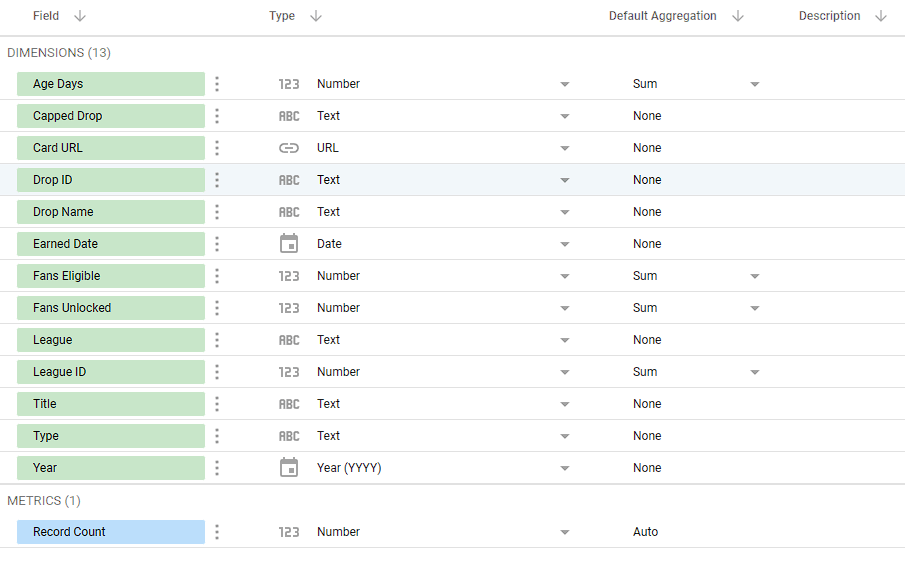 Field Type Default Aggregation Description
DIMENSIONS (13)
Age Days 123 Number Sum
Capped Drop ABC Text None
Card URL URL None
Drop ID ABC Text None
Drop Name ABC Text None
Earned Date Date None
Fans Eligible 123 Number Sum
Fans Unlocked 123 Number Sum
League ABC Text None
League ID 123 Number Sum
Title ABC Text None
Type ABC Text None
Year Year (YYYY) None
METRICS (1)
Record Count 123 Number Auto